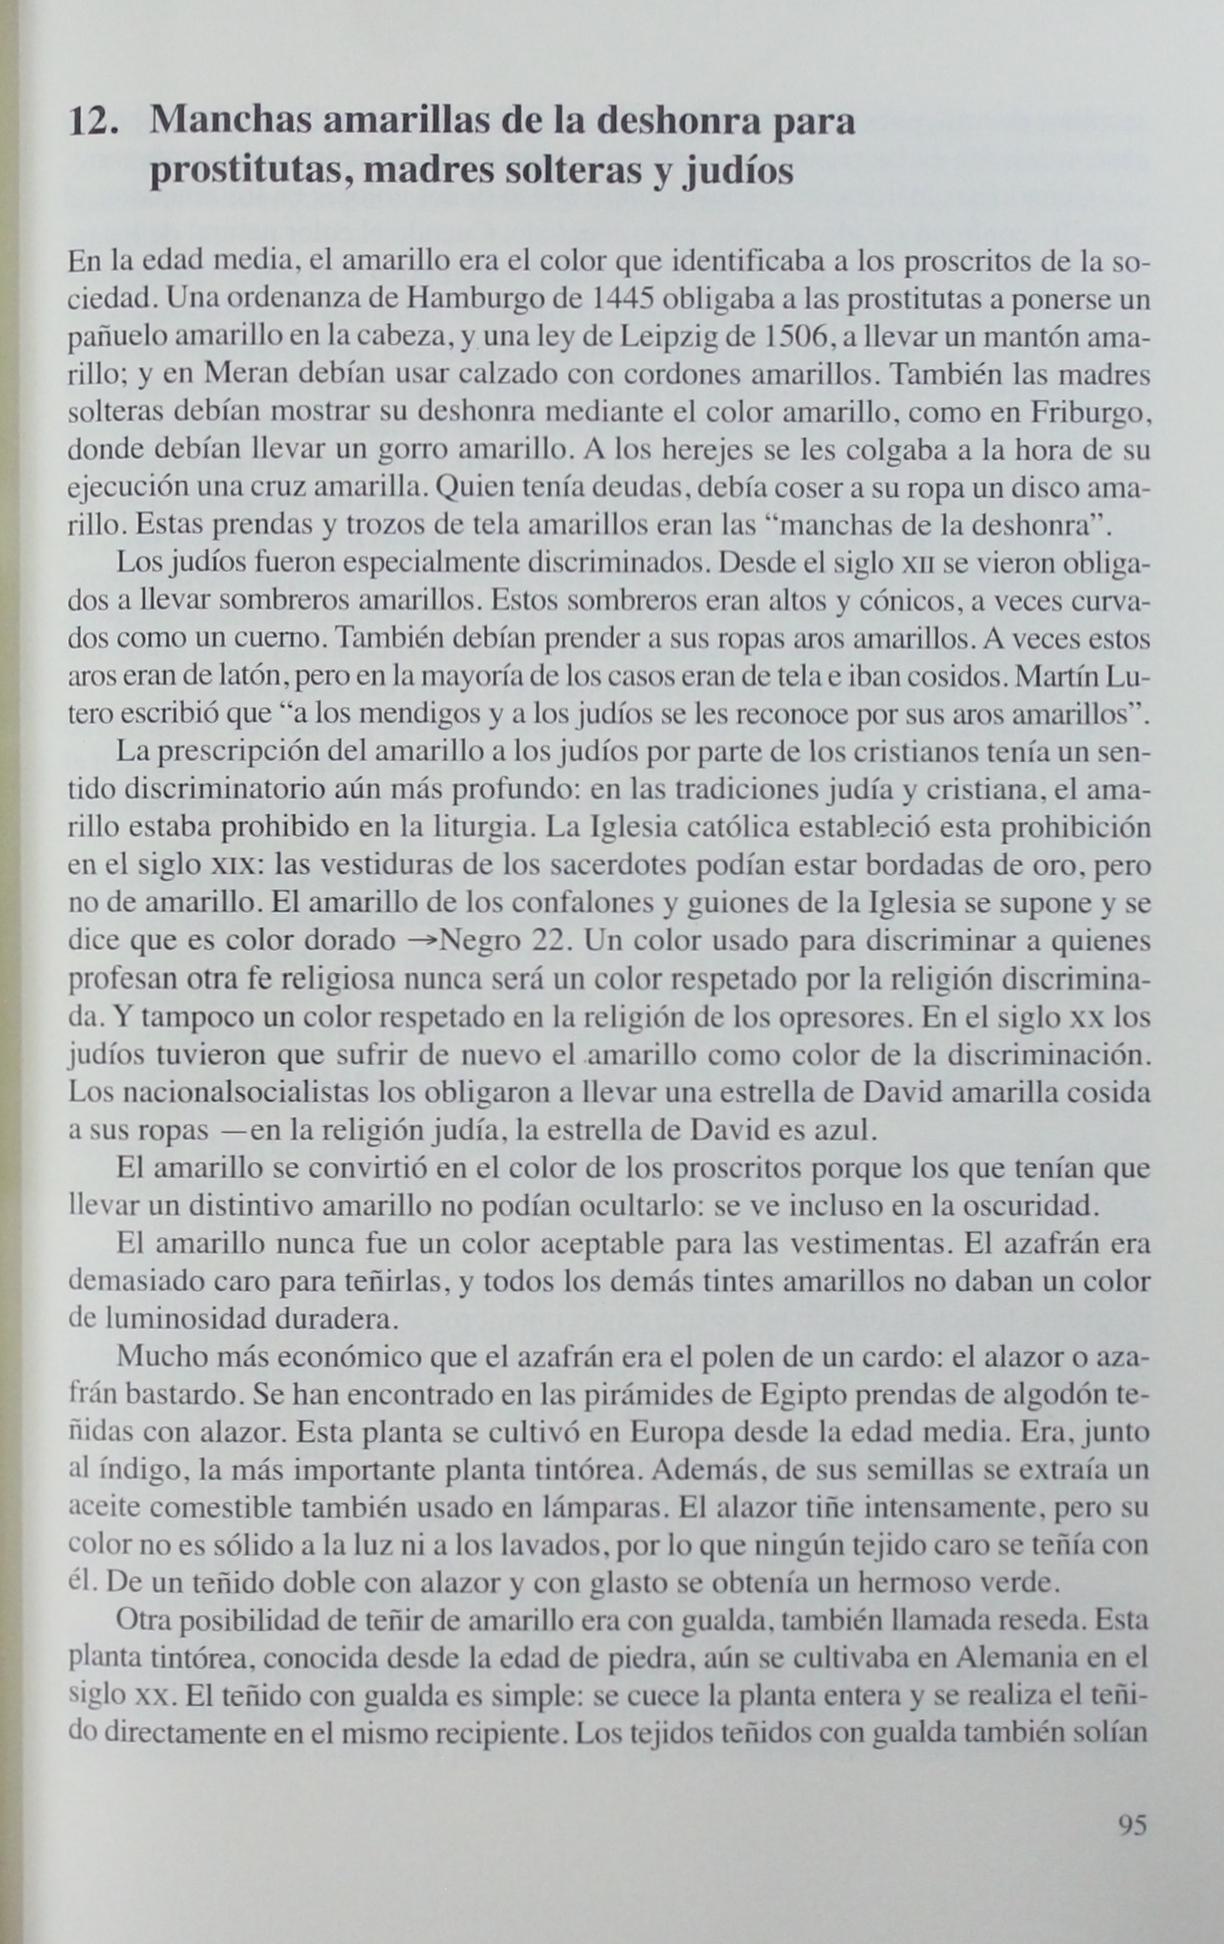 12. Manchas amarillas de la deshonra para
prostitutas, madres solteras y judíos
En la edad media, el amarillo era el color que identificaba a los proscritos de la so-
ciedad. Una ordenanza de Hamburgo de 1445 obligaba a las prostitutas a ponerse un
pañuelo amarillo en la cabeza, y una ley de Leipzig de 1506, a llevar un mantón ama-
rillo; y en Meran debían usar calzado con cordones amarillos. También las madres
solteras debían mostrar su deshonra mediante el color amarillo, como en Friburgo,
donde debían llevar un gorro amarillo. A los herejes se les colgaba a la hora de su
ejecución una cruz amarilla. Quien tenía deudas, debía coser a su ropa un disco ama-
rillo. Estas prendas y trozos de tela amarillos eran las “manchas de la deshonra”.
Los judíos fueron especialmente discriminados. Desde el siglo XII se vieron obliga-
dos a llevar sombreros amarillos. Estos sombreros eran altos y cónicos, a veces curva-
dos como un cuerno. También debían prender a sus ropas aros amarillos. A veces estos
aros eran de latón, pero en la mayoría de los casos eran de tela e iban cosidos. Martín Lu-
tero escribió que “a los mendigos y a los judíos se les reconoce por sus aros amarillos”.
La prescripción del amarillo a los judíos por parte de los cristianos tenía un sen-
tido discriminatorio aún más profundo: en las tradiciones judía y cristiana, el ama-
rillo estaba prohibido en la liturgia. La Iglesia católica estableció esta prohibición
en el siglo XIX: las vestiduras de los sacerdotes podían estar bordadas de oro, pero
no de amarillo. El amarillo de los confalones y guiones de la Iglesia se supone y se
dice que es color dorado →Negro 22. Un color usado para discriminar a quienes
profesan otra fe religiosa nunca será un color respetado por la religión discrimina-
da. Y tampoco un color respetado en la religión de los opresores. En el siglo XX los
judíos tuvieron que sufrir de nuevo el amarillo como color de la discriminación.
Los nacionalsocialistas los obligaron a llevar una estrella de David amarilla cosida
a sus ropas —en la religión judía, la estrella de David es azul.
El amarillo se convirtió en el color de los proscritos porque los que tenían que
llevar un distintivo amarillo no podían ocultarlo: se ve incluso en la oscuridad.
El amarillo nunca fue un color aceptable para las vestimentas. El azafrán era
demasiado caro para teñirlas, y todos los demás tintes amarillos no daban un color
de luminosidad duradera.
Mucho más económico que el azafrán era el polen de un cardo: el alazor o aza-
frán bastardo. Se han encontrado en las pirámides de Egipto prendas de algodón te-
ñidas con alazor. Esta planta se cultivó en Europa desde la edad media. Era, junto
al índigo, la más importante planta tintórea. Además, de sus semillas se extraía un
aceite comestible también usado en lámparas. El alazor tiñe intensamente, pero su
color no es sólido a la luz ni a los lavados, por lo que ningún tejido caro se teñía con
él. De un teñido doble con alazor y con glasto se obtenía un hermoso verde.
Otra posibilidad de teñir de amarillo era con gualda, también llamada reseda. Esta
planta tintórea, conocida desde la edad de piedra, aún se cultivaba en Alemania en el
siglo XX. El teñido con gualda es simple: se cuece la planta entera y se realiza el teñi-
do directamente en el mismo recipiente. Los tejidos teñidos con gualda también solían
95